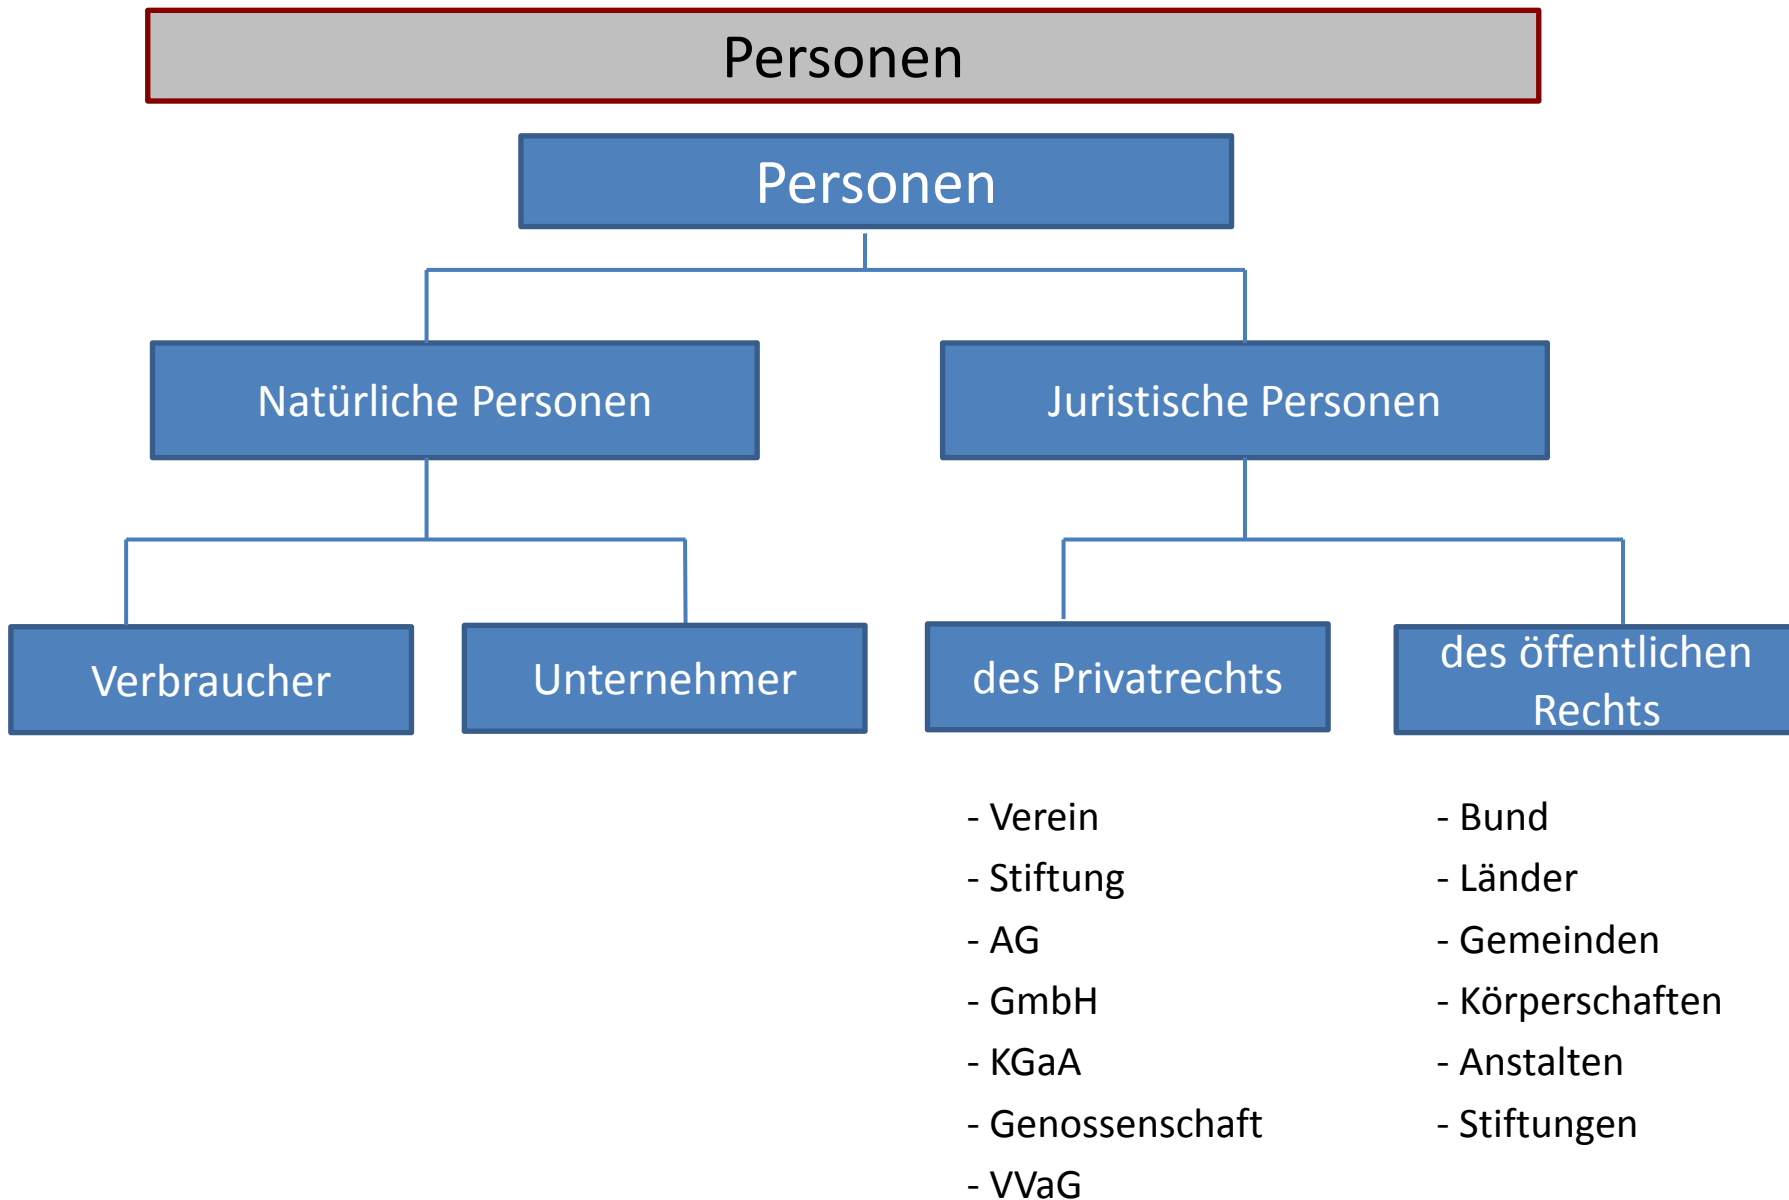 Personen
Personen
Natürliche Personen
Juristische Personen
Verbraucher
Unternehmer
des Privatrechts
des öffentlichen
Rechts
- Verein
- Stiftung
- AG
- GmbH
- KGaA
- Genossenschaft
- VVaG
- Bund
- Länder
- Gemeinden
- Körperschaften
- Anstalten
- Stiftungen